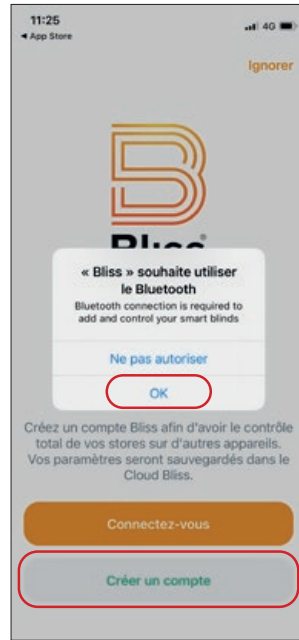 11:25
4G
◀ App Store
Ignorer
Bliss
« Bliss » souhaite utiliser
le Bluetooth
Bluetooth connection is required to
add and control your smart blinds
Ne pas autoriser
OK
Créez un compte Bliss afin d'avoir le contrôle
total de vos stores sur d'autres appareils.
Vos paramètres seront sauvegardés dans le
Cloud Bliss.
Connectez-vous
Créer un compte